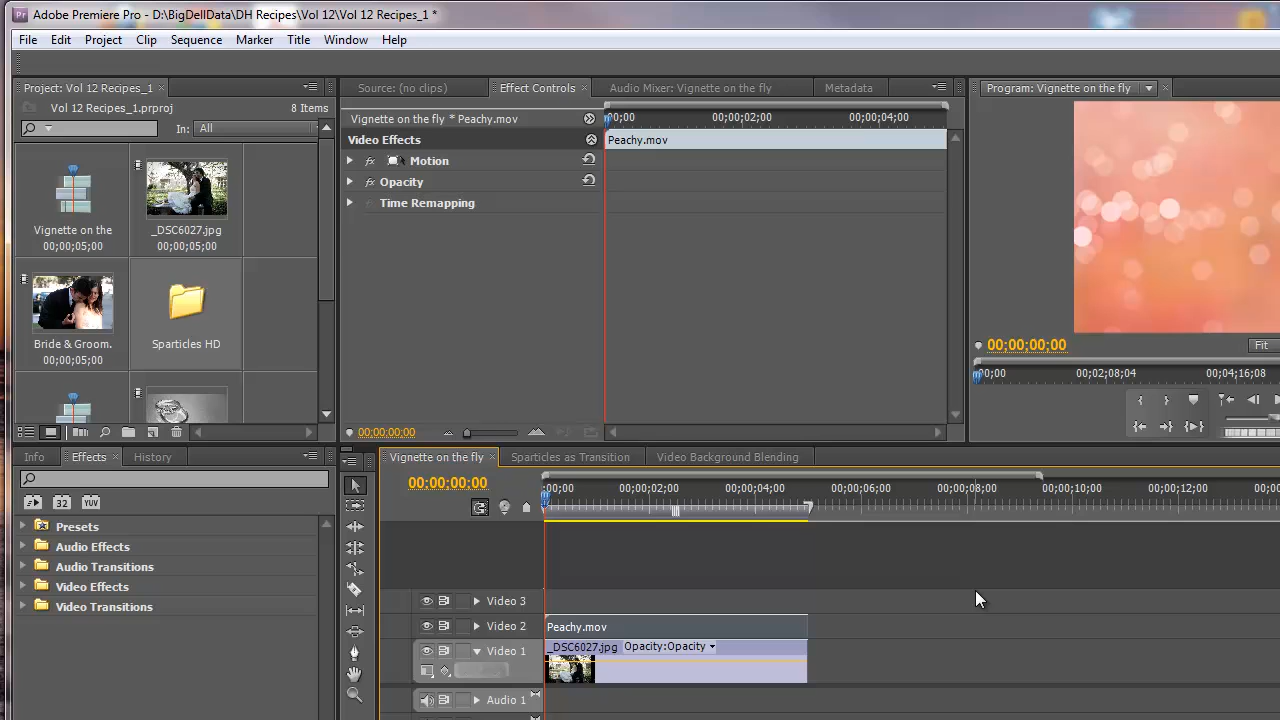 Pr Adobe Premiere Pro - D:\BigDellData\DH Recipes\Vol 12\Vol 12 Recipes_1 *
File Edit Project Clip Sequence Marker Title Window Help
Project: Vol 12 Recipes_1 ×
Vol 12 Recipes_1.prproj 8 Items
In: All
Vignette on the
00;00;05;00
_DSC6027.jpg
00;00;05;00
Bride & Groom.
00;00;05;00
Sparticles HD
Source: (no clips) Effect Controls × Audio Mixer: Vignette on the fly Metadata
Vignette on the fly * Peachy.mov
;00;00 00;00;02;00 00;00;04;00
Video Effects
Peachy.mov
fx Motion
fx Opacity
Time Remapping
00;00;00;00
Program: Vignette on the fly ×
00;00;00;00 Fit
;00;00 00;02;08;04 00;04;16;08
Info Effects × History
32 YUV
Presets
Audio Effects
Audio Transitions
Video Effects
Video Transitions
Vignette on the fly × Sparticles as Transition Video Background Blending
00;00;00;00
;00;00 00;00;02;00 00;00;04;00 00;00;06;00 00;00;08;00 00;00;10;00 00;00;12;00 00;00
Video 3
Video 2
Peachy.mov
Video 1
_DSC6027.jpg Opacity:Opacity
Audio 1